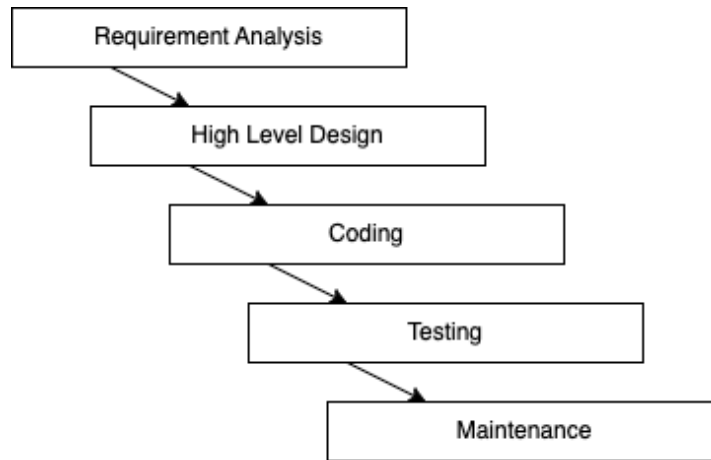 Requirement Analysis
High Level Design
Coding
Testing
Maintenance